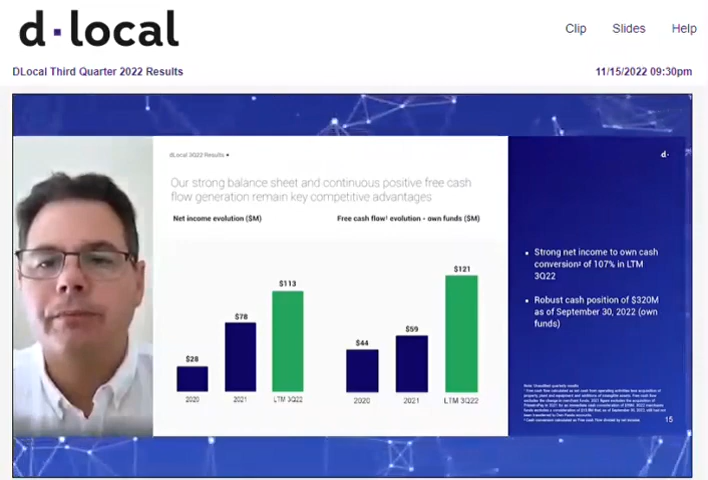 d·local
Clip
Slides
Help
DLocal Third Quarter 2022 Results
11/15/2022 09:30pm
dLocal 3Q22 Results
d·
Our strong balance sheet and continuous positive free cash
flow generation remain key competitive advantages
Net income evolution ($M)
Free cash flow¹ evolution - own funds ($M)
$28
$78
$113
2020
2021
LTM 3Q22
$44
$59
$121
2020
2021
LTM 3Q22
• Strong net income to own cash
conversion² of 107% in LTM
3Q22
• Robust cash position of $320M
as of September 30, 2022 (own
funds)
Note: Unaudited quarterly results
15